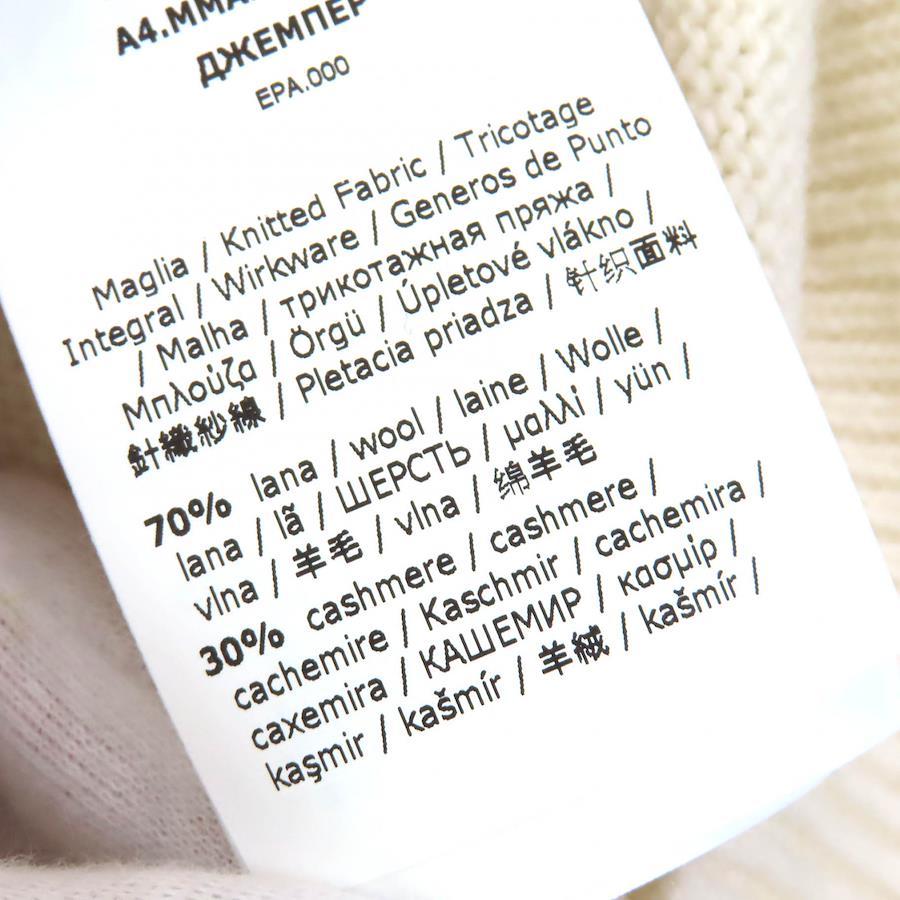 A4.MMA
ДЖЕМПЕР
EPA.000
Maglia / Knitted Fabric / Tricotage
Integral / Wirkware / Generos de Punto
/ Malha / трикотажная пряжа /
Μπλούζα / Örgü / Úpletové vlákno /
針織紗線 / Pletacia priadza / 针织面料
70% lana / wool / laine / Wolle /
lana / lã / ШЕРСТЬ / μαλλί / yün /
vlna / 羊毛 / vlna / 绵羊毛
30% cashmere / cashmere /
cachemire / Kaschmir / cachemira /
caxemira / КАШЕМИР / κασμίρ /
kaşmir / kašmír / 羊絨 / kašmír /